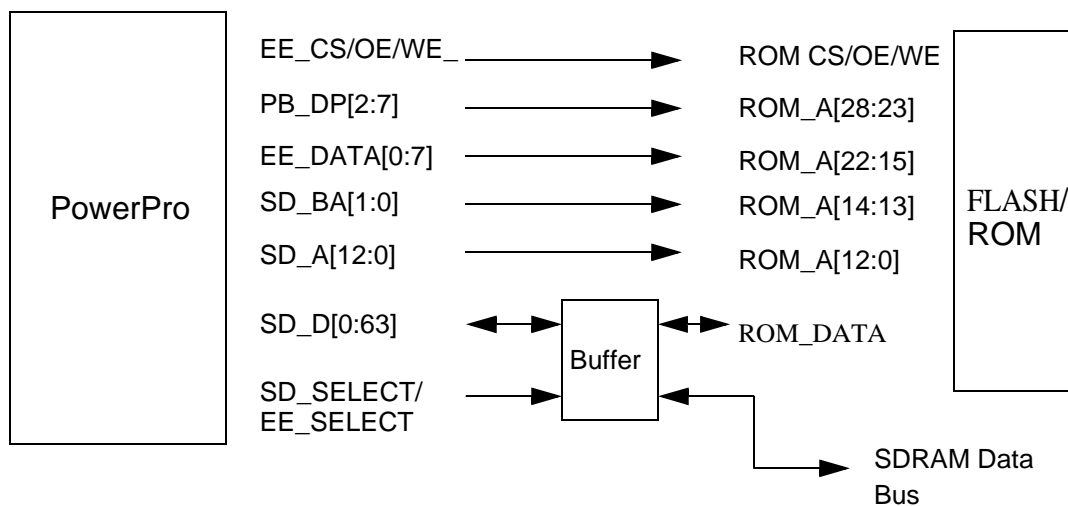 EE_CS/OE/WE_
ROM CS/OE/WE
PB_DP[2:7]
ROM_A[28:23]
EE_DATA[0:7]
ROM_A[22:15]
PowerPro
SD_BA[1:0]
ROM_A[14:13]
FLASH/
ROM
SD_A[12:0]
ROM_A[12:0]
SD_D[0:63]
ROM_DATA
Buffer
SD_SELECT/
EE_SELECT
SDRAM Data
Bus